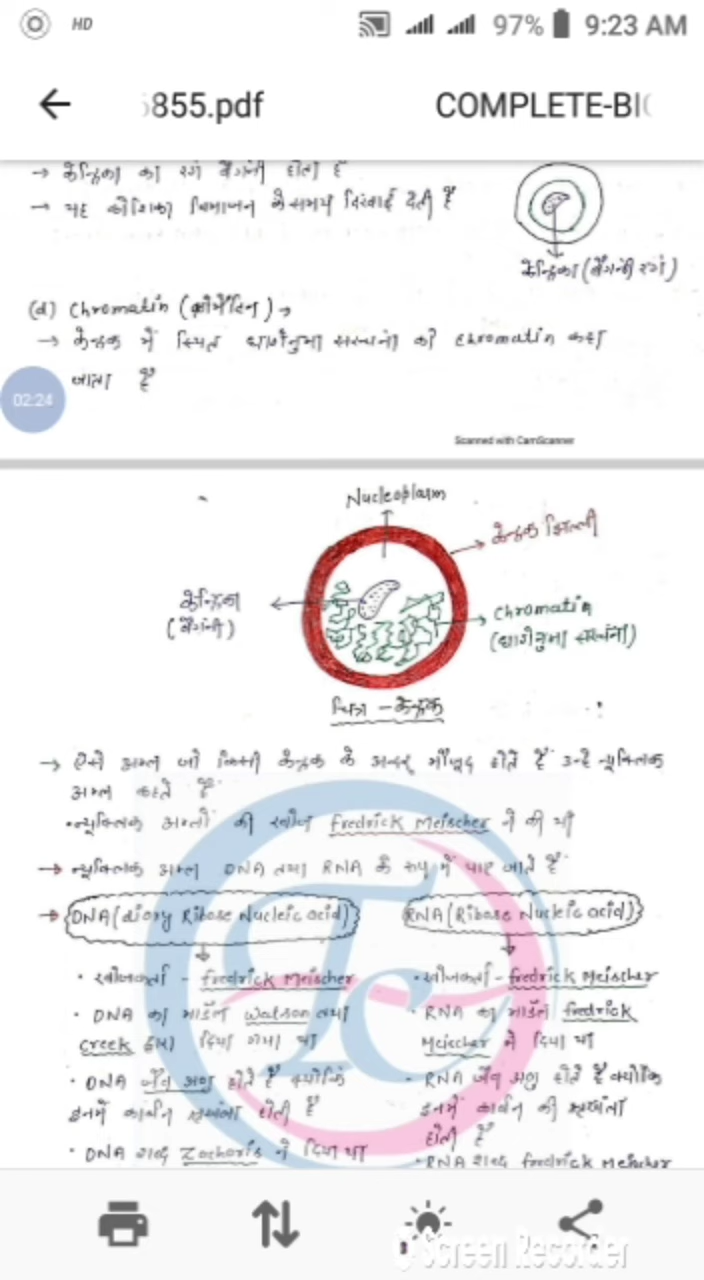 HD 97% 9:23 AM
5855.pdf COMPLETE-BI
→ केन्द्रिका का रंग बैंगनी होता है
→ यह कोशिका विभाजन के समय दिखाई देती है
केन्द्रिका (बैंगनी रंग)
(d) Chromatin (क्रोमेटिन) →
→ केन्द्रक में स्थित धागेनुमा संरचना को chromatin कहा
जाता है
02:24
Scanned with CamScanner
Nucleoplasm
केन्द्रक झिल्ली
केन्द्रिका
(बैंगनी)
Chromatin
(धागेनुमा संरचना)
चित्र - केन्द्रक
→ ऐसे अम्ल जो किसी केन्द्रक के अन्दर मौजूद होते हैं उन्हें न्यूक्लिक
अम्ल कहते हैं
• न्यूक्लिक अम्लों की खोज Fredrick Meischer ने की थी
→ न्यूक्लिक अम्ल DNA तथा RNA के रूप में पाए जाते हैं
→ DNA (diory Ribose Nucleic acid) RNA (Ribose Nucleic acid)
• खोजकर्ता - fredrick Meischer
• DNA का मॉडल Watson तथा
Creek द्वारा दिया गया था
• DNA जैव अणु होते हैं क्योंकि
इनमें कार्बन श्रृंखला होती है
• DNA शब्द Zacharis ने दिया था
• खोजकर्ता - fredrick Meischer
• RNA का मॉडल fredrick
Meischer ने दिया था
• RNA जैव अणु होते हैं क्योंकि
इनमें कार्बन की श्रृंखला
होती है
• RNA शब्द fredrick Meischer
Screen Recorder